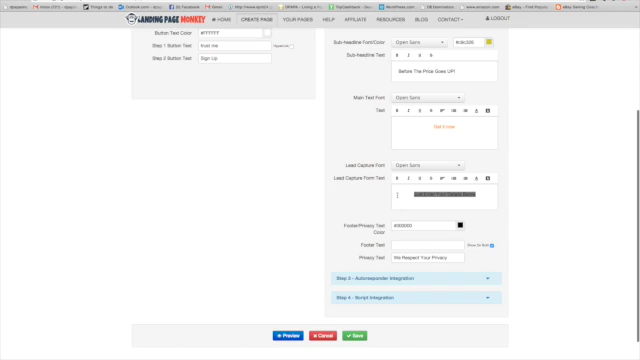 LANDING PAGE MONKEY
HOME
CREATE PAGE
YOUR PAGES
HELP
AFFILIATE
RESOURCES
BLOG
CONTACT
LOGOUT
Button Text Color
#FFFFFF
Step 1 Button Text
trust me
Step 2 Button Text
Sign Up
Sub-headline Font/Color
Open Sans
Sub-headline Text
Before The Price Goes UP!
Main Text Font
Open Sans
Text
Get it now
Lead Capture Font
Open Sans
Lead Capture Form Text
Footer/Privacy Text
Color
#000000
Footer Text
Privacy Text
We Respect Your Privacy
Step 3 - Autoresponder Integration
Step 4 - Script Integration
Preview
Cancel
Save